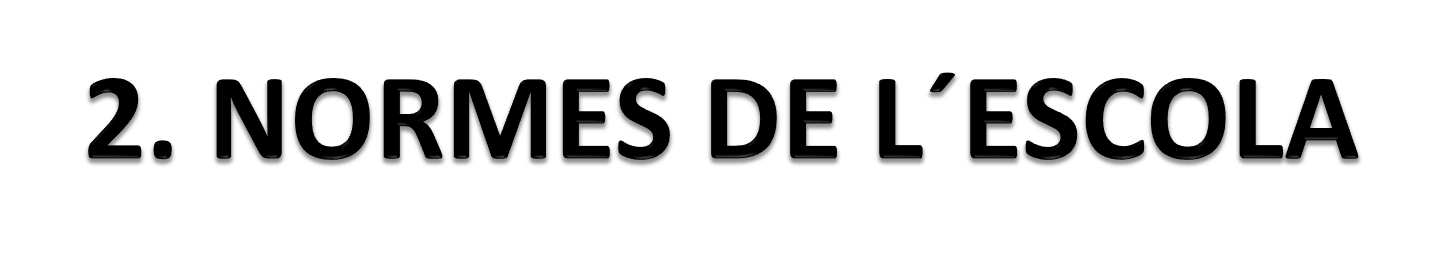 2. NORMES DE L´ESCOLA